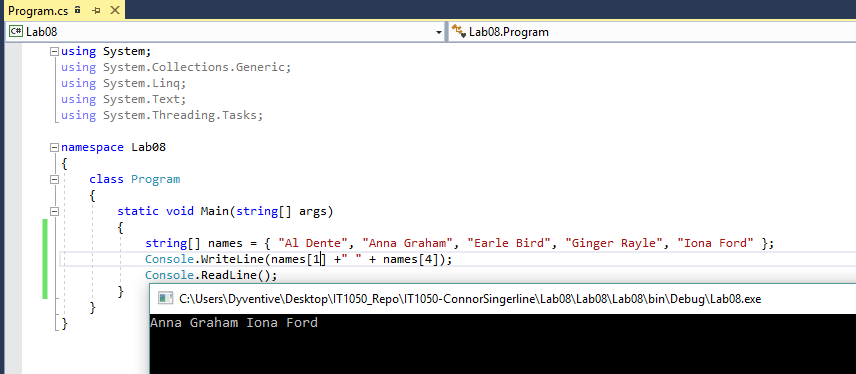 Program.cs
Lab08
Lab08.Program
using System;
using System.Collections.Generic;
using System.Linq;
using System.Text;
using System.Threading.Tasks;
namespace Lab08
{
class Program
{
static void Main(string[] args)
{
string[] names = { "Al Dente", "Anna Graham", "Earle Bird", "Ginger Rayle", "Iona Ford" };
Console.WriteLine(names[1] +" " + names[4]);
Console.ReadLine();
}
}
}
C:\Users\Dyventive\Desktop\IT1050_Repo\IT1050-ConnorSingerline\Lab08\Lab08\Lab08\bin\Debug\Lab08.exe
Anna Graham Iona Ford